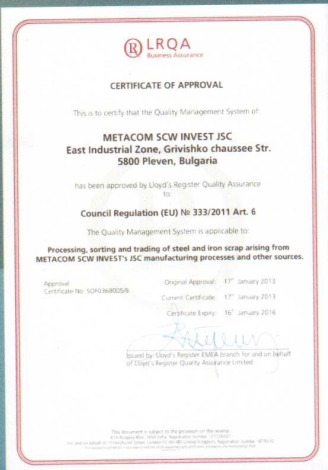 LRQA
Business Assurance
CERTIFICATE OF APPROVAL
This is to certify that the Quality Management System of:
METACOM SCW INVEST JSC
East Industrial Zone, Grivishko chaussee Str.
5800 Pleven, Bulgaria
has been approved by Lloyd's Register Quality Assurance
to:
Council Regulation (EU) № 333/2011 Art. 6
The Quality Management System is applicable to:
Processing, sorting and trading of steel and iron scrap arising from
METACOM SCW INVEST's JSC manufacturing processes and other sources.
Approval
Certificate No:
Original Approval: 17th January 2013
Current Certificate: 17th January 2013
Certificate Expiry: 16th January 2016
Issued by: Lloyd's Register EMEA branch for and on behalf
of Lloyd's Register Quality Assurance Limited
This document is subject to the provision on the reverse